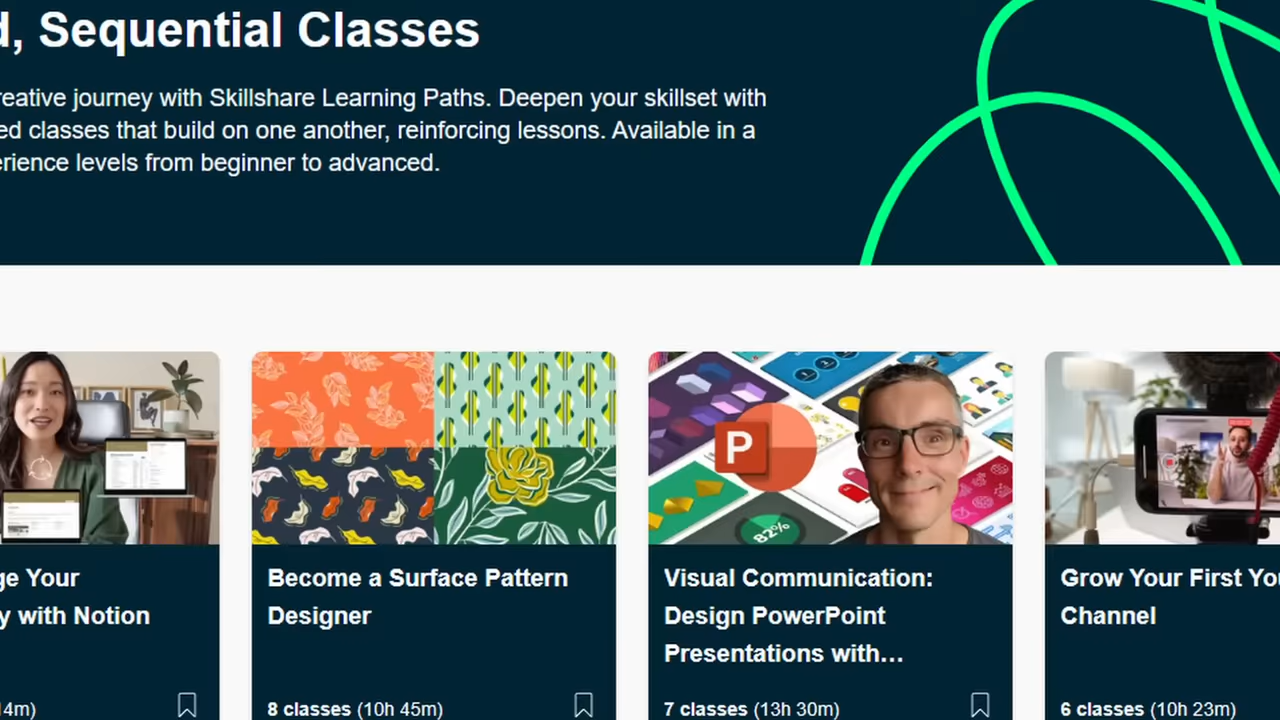 d, Sequential Classes
reative journey with Skillshare Learning Paths. Deepen your skillset with
ed classes that build on one another, reinforcing lessons. Available in a
erience levels from beginner to advanced.
P
82%
ge Your
y with Notion
4m)
Become a Surface Pattern
Designer
8 classes (10h 45m)
Visual Communication:
Design PowerPoint
Presentations with…
7 classes (13h 30m)
Grow Your First Yo
Channel
6 classes (10h 23m)